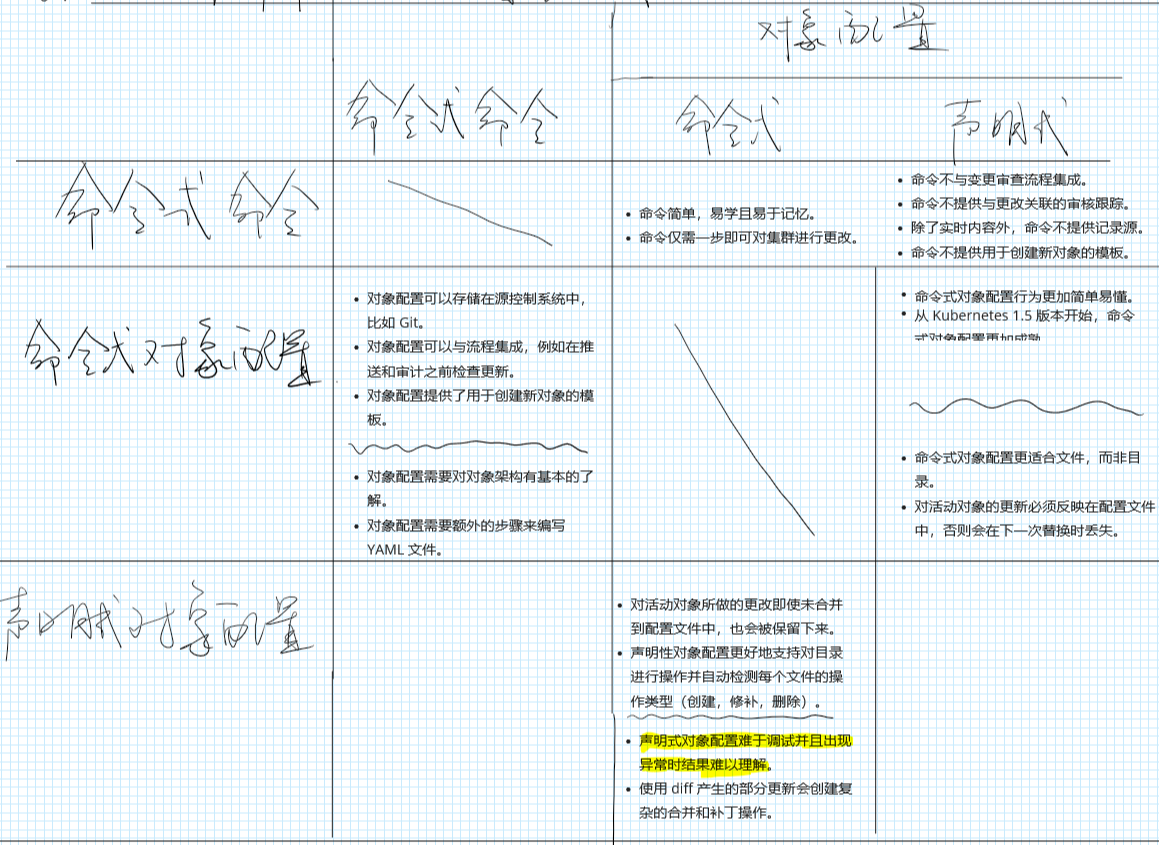 对象配置
命令式命令
命令式
声明式
命令式命令
• 命令简单，易学且易于记忆。
• 命令仅需一步即可对集群进行更改。
• 命令不与变更审查流程集成。
• 命令不提供与更改关联的审核跟踪。
• 除了实时内容外，命令不提供记录源。
• 命令不提供用于创建新对象的模板。
命令式对象配置
• 对象配置可以存储在源控制系统中，
比如 Git。
• 对象配置可以与流程集成，例如在推
送和审计之前检查更新。
• 对象配置提供了用于创建新对象的模
板。
• 对象配置需要对对象架构有基本的了
解。
• 对象配置需要额外的步骤来编写
YAML 文件。
• 命令式对象配置行为更加简单易懂。
• 从 Kubernetes 1.5 版本开始，命令
式对象配置更加成熟
• 命令式对象配置更适合文件，而非目
录。
• 对活动对象的更新必须反映在配置文件
中，否则会在下一次替换时丢失。
声明式对象配置
• 对活动对象所做的更改即使未合并
到配置文件中，也会被保留下来。
• 声明性对象配置更好地支持对目录
进行操作并自动检测每个文件的操
作类型（创建，修补，删除）。
• 声明式对象配置难于调试并且出现
异常时结果难以理解。
• 使用 diff 产生的部分更新会创建复
杂的合并和补丁操作。